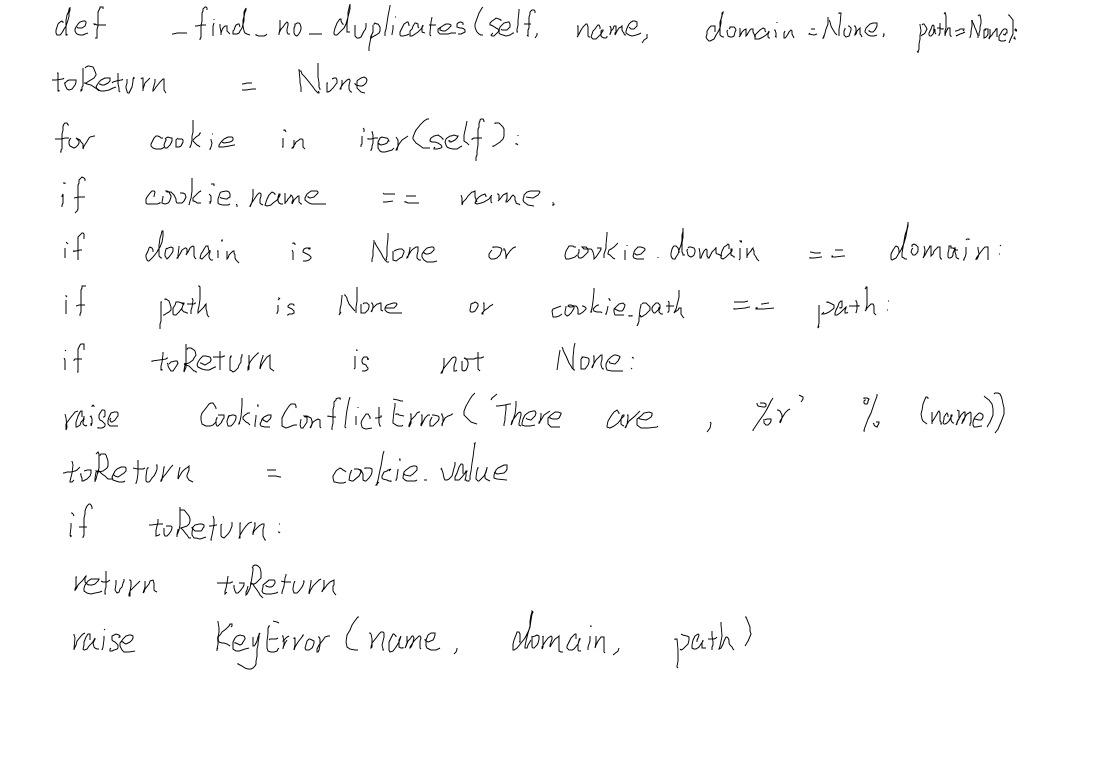 def _find_no_duplicates(self, name, domain=None, path=None):
toReturn = None
for cookie in iter(self):
if cookie.name == name.
if domain is None or cookie.domain == domain:
if path is None or cookie.path == path:
if toReturn is not None:
raise CookieConflictError('There are , %r' % (name))
toReturn = cookie.value
if toReturn:
return toReturn
raise KeyError(name, domain, path)